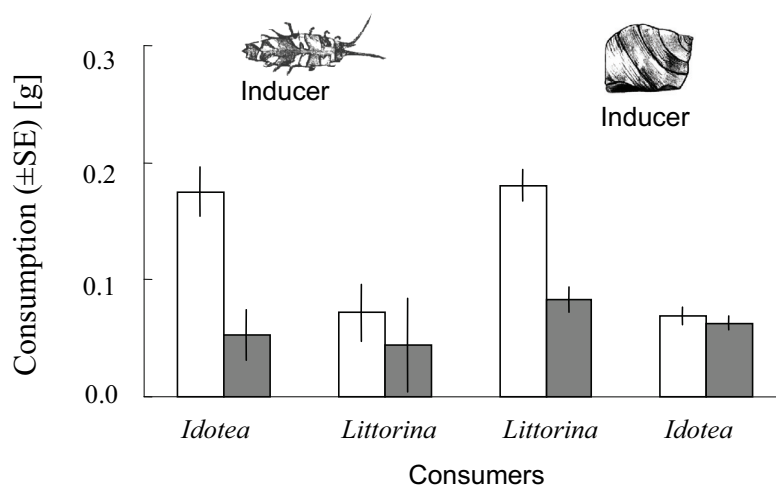 Consumption (±SE) [g]
0.3
0.2
0.1
0.0
Inducer
Inducer
Idotea
Littorina
Littorina
Idotea
Consumers